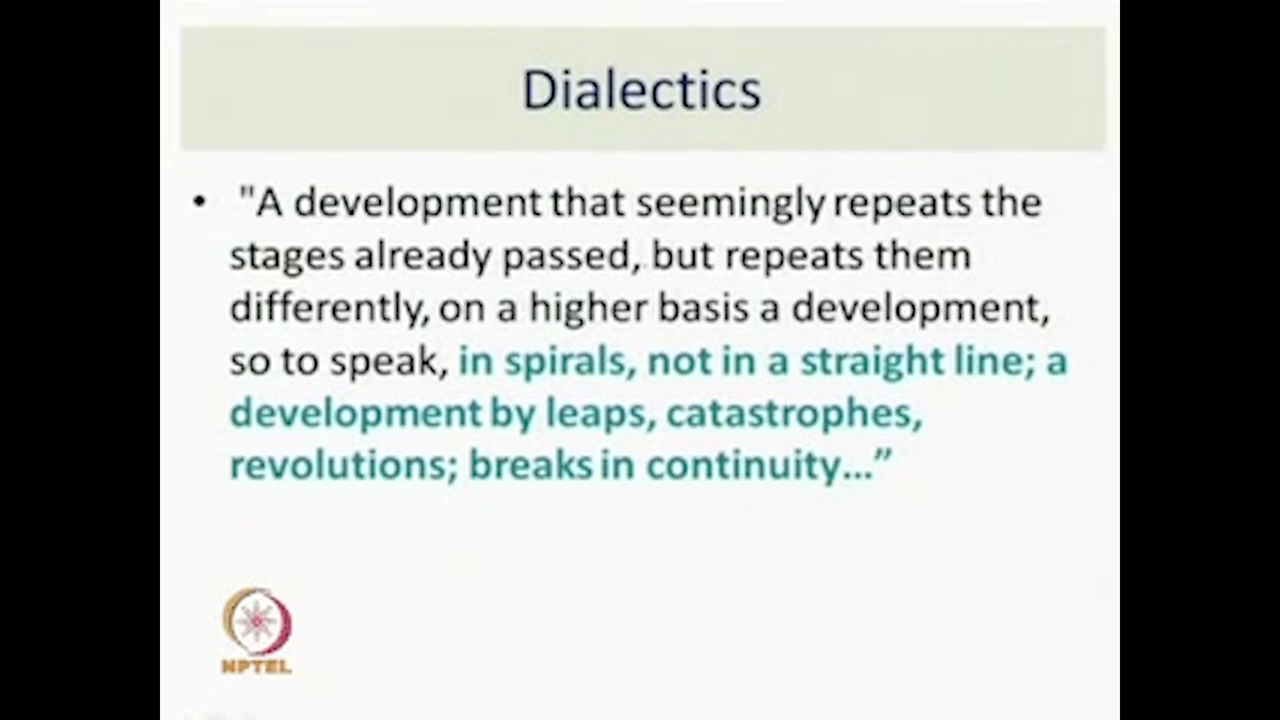 Dialectics
• "A development that seemingly repeats the
stages already passed, but repeats them
differently, on a higher basis a development,
so to speak, in spirals, not in a straight line; a
development by leaps, catastrophes,
revolutions; breaks in continuity…”
NPTEL